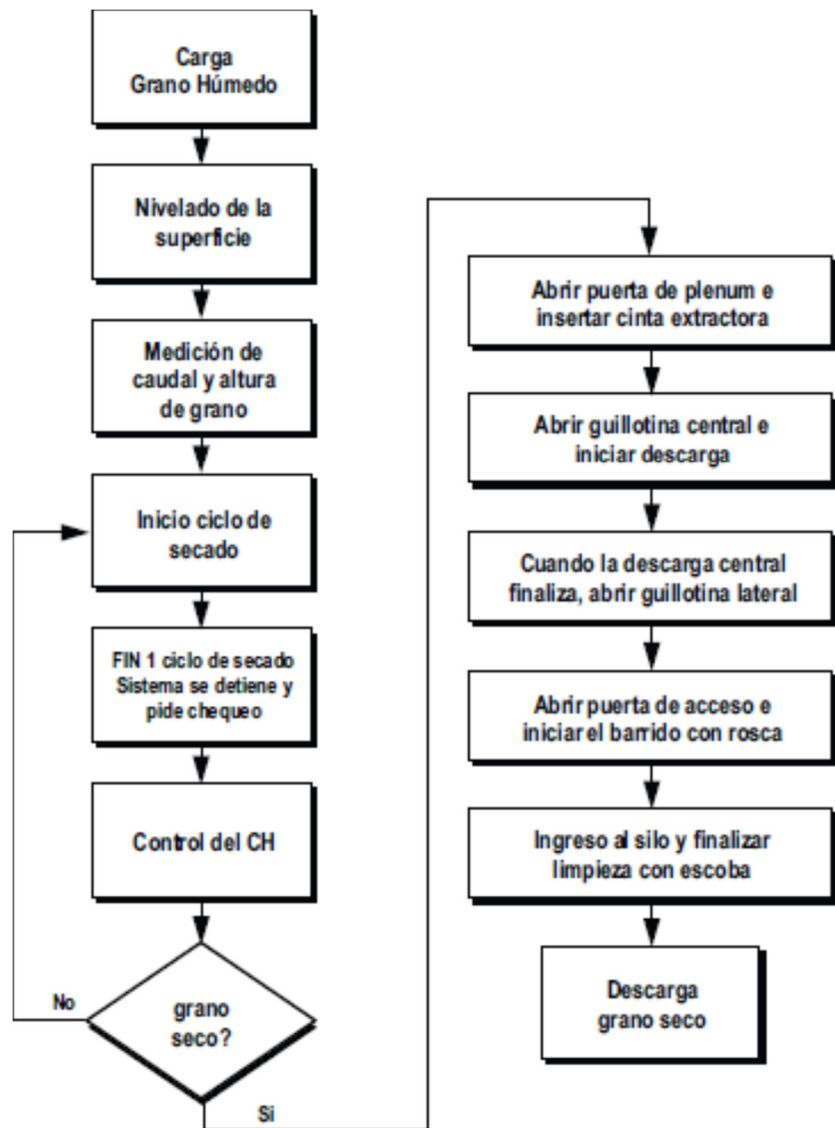 Carga
Grano Húmedo
Nivelado de la
superficie
Medición de
caudal y altura
de grano
Inicio ciclo de
secado
FIN 1 ciclo de secado
Sistema se detiene y
pide chequeo
Control del CH
grano
seco?
No
Si
Abrir puerta de plenum e
insertar cinta extractora
Abrir guillotina central e
iniciar descarga
Cuando la descarga central
finaliza, abrir guillotina lateral
Abrir puerta de acceso e
iniciar el barrido con rosca
Ingreso al silo y finalizar
limpieza con escoba
Descarga
grano seco